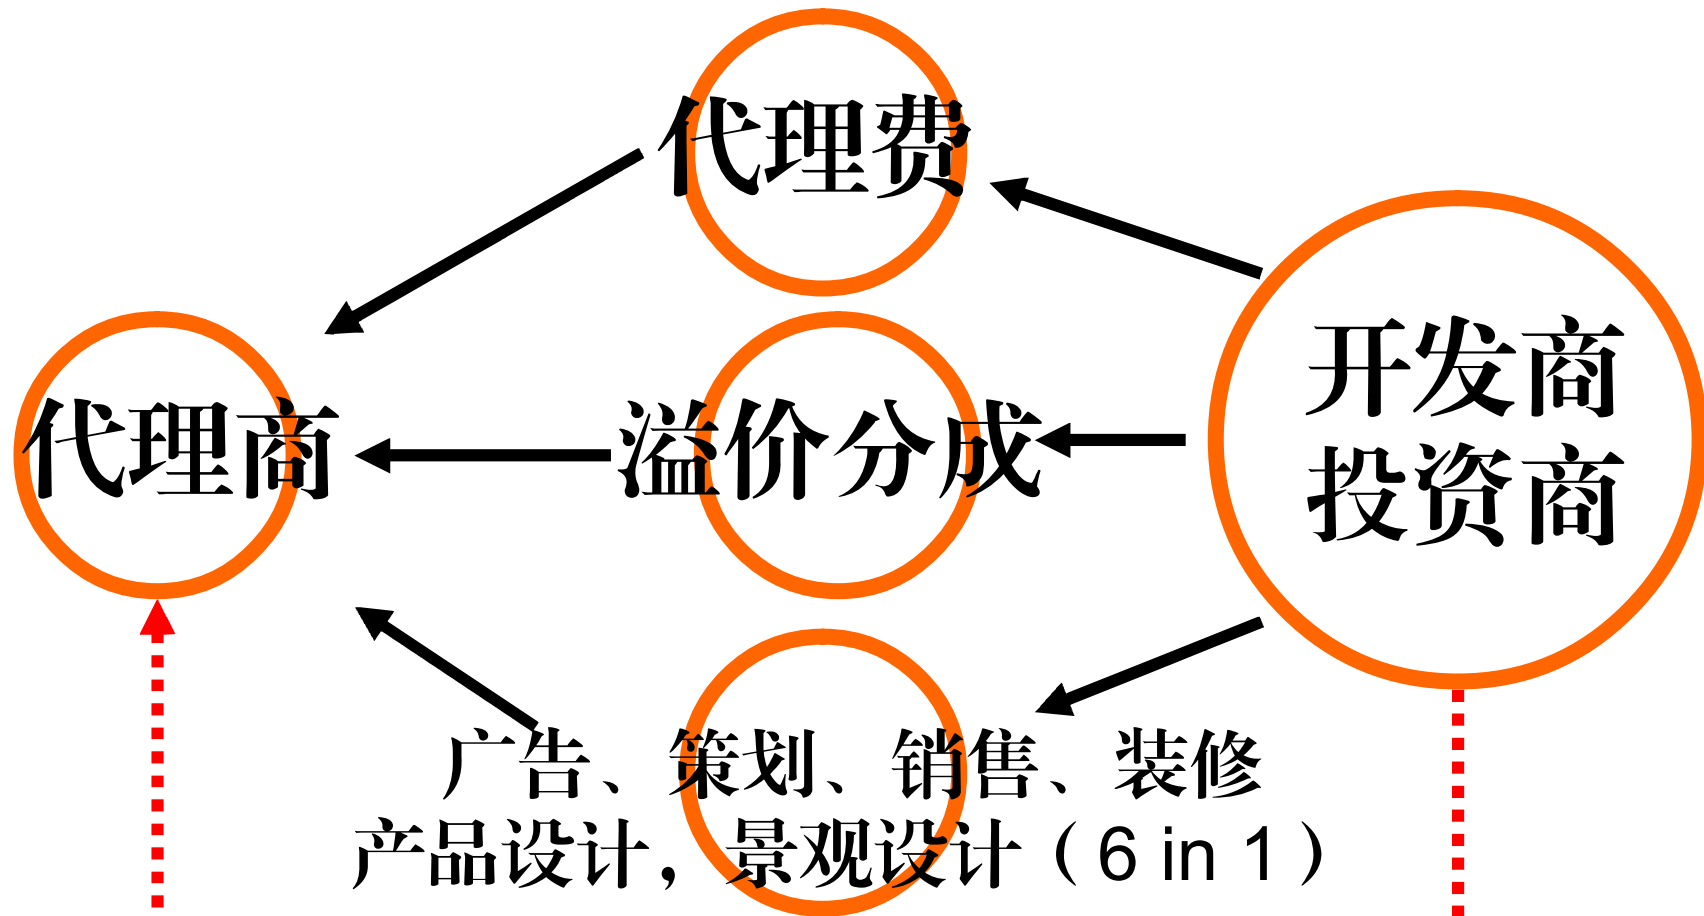 代理费
代理商
溢价分成
开发商
投资商
广告、策划、销售、装修
产品设计，景观设计（6 in 1）